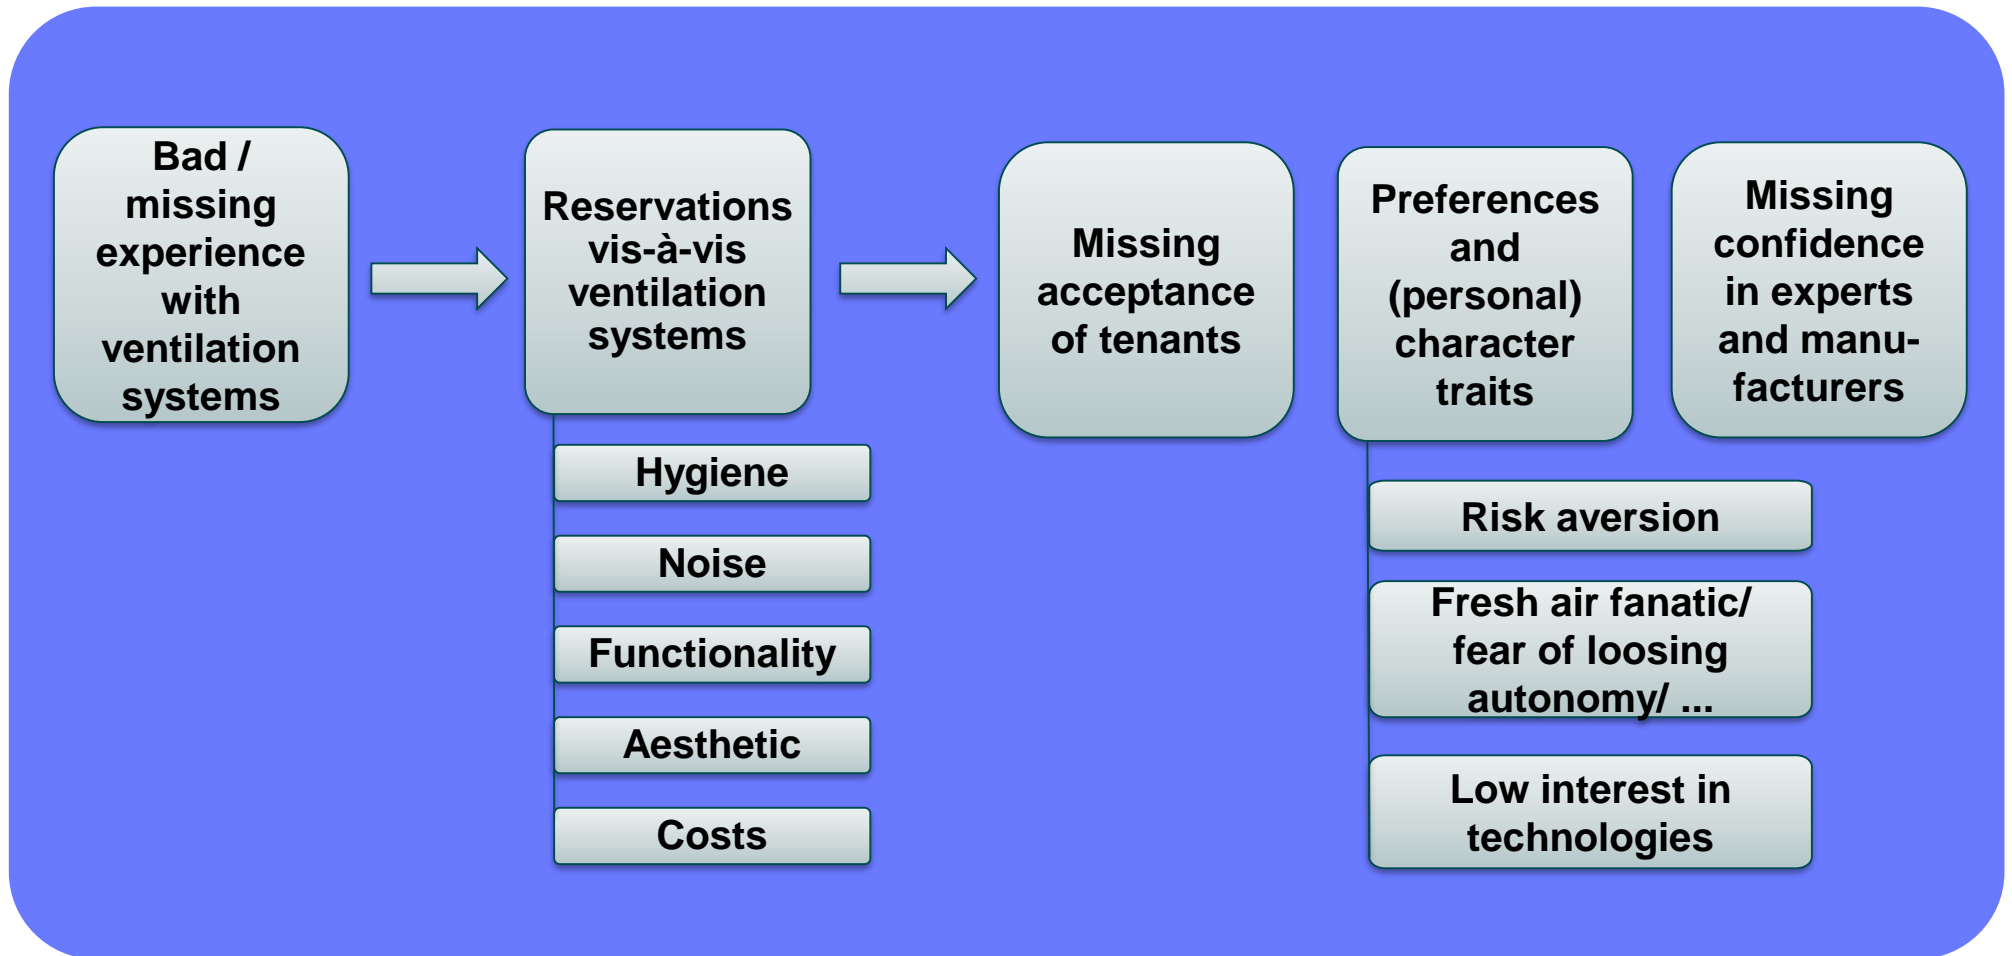 Bad /
missing
experience
with
ventilation
systems
Reservations
vis-à-vis
ventilation
systems
Hygiene
Noise
Functionality
Aesthetic
Costs
Missing
acceptance
of tenants
Preferences
and
(personal)
character
traits
Risk aversion
Fresh air fanatic/
fear of loosing
autonomy/ ...
Low interest in
technologies
Missing
confidence
in experts
and manu-
facturers